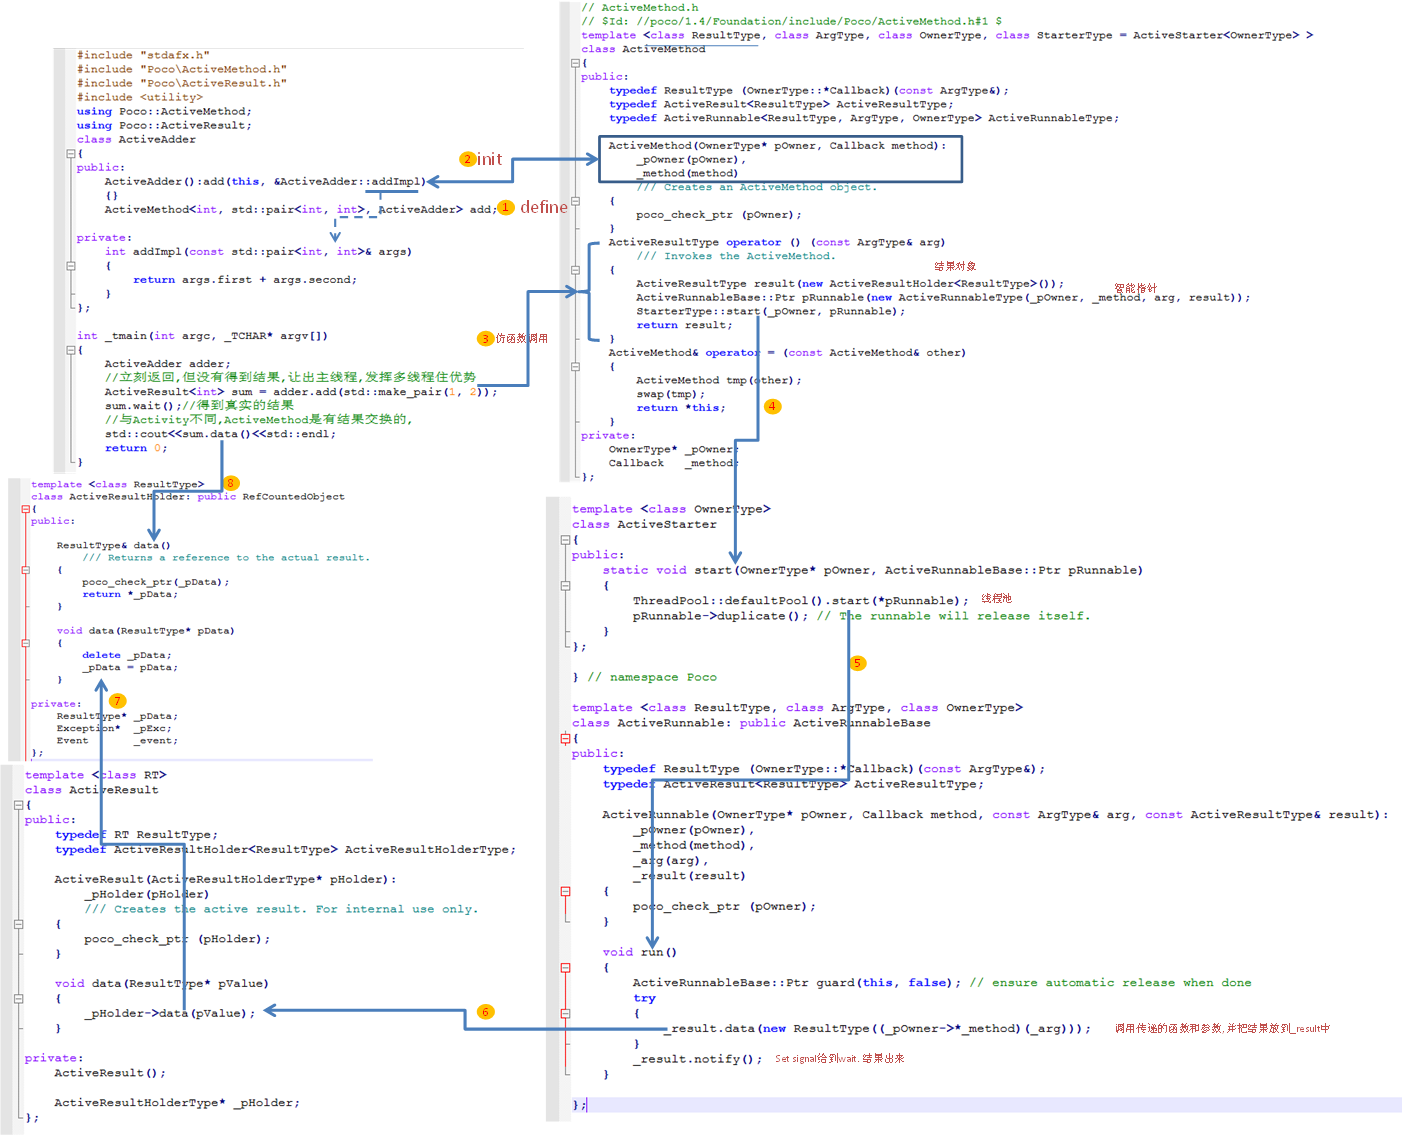 #include "stdafx.h"
#include "Poco\ActiveMethod.h"
#include "Poco\ActiveResult.h"
#include <utility>
using Poco::ActiveMethod;
using Poco::ActiveResult;
class ActiveAdder
{
public:
ActiveAdder():add(this, &ActiveAdder::addImpl)
{}
ActiveMethod<int, std::pair<int, int>, ActiveAdder> add;
private:
int addImpl(const std::pair<int, int>& args)
{
return args.first + args.second;
}
};
int _tmain(int argc, _TCHAR* argv[])
{
ActiveAdder adder;
//立刻返回,但没有得到结果,让出主线程,发挥多线程住优势
ActiveResult<int> sum = adder.add(std::make_pair(1, 2));
sum.wait();//得到真实的结果
//与Activity不同,ActiveMethod是有结果交换的,
std::cout<<sum.data()<<std::endl;
return 0;
}
2 init
1 define
3 仿函数调用
// ActiveMethod.h
// $Id: //poco/1.4/Foundation/include/Poco/ActiveMethod.h#1 $
template <class ResultType, class ArgType, class OwnerType, class StarterType = ActiveStarter<OwnerType> >
class ActiveMethod
{
public:
typedef ResultType (OwnerType::*Callback)(const ArgType&);
typedef ActiveResult<ResultType> ActiveResultType;
typedef ActiveRunnable<ResultType, ArgType, OwnerType> ActiveRunnableType;
ActiveMethod(OwnerType* pOwner, Callback method):
_pOwner(pOwner),
_method(method)
/// Creates an ActiveMethod object.
{
poco_check_ptr (pOwner);
}
ActiveResultType operator () (const ArgType& arg)
/// Invokes the ActiveMethod.
结果对象
{
ActiveResultType result(new ActiveResultHolder<ResultType>());
智能指针
ActiveRunnableBase::Ptr pRunnable(new ActiveRunnableType(_pOwner, _method, arg, result));
StarterType::start(_pOwner, pRunnable);
return result;
}
ActiveMethod& operator = (const ActiveMethod& other)
{
ActiveMethod tmp(other);
swap(tmp);
return *this;
}
4
private:
OwnerType* _pOwner;
Callback _method;
};
8
template <class ResultType>
class ActiveResultHolder: public RefCountedObject
{
public:
ResultType& data()
/// Returns a reference to the actual result.
{
poco_check_ptr(_pData);
return *_pData;
}
void data(ResultType* pData)
{
delete _pData;
_pData = pData;
}
7
private:
ResultType* _pData;
Exception* _pExc;
Event _event;
};
template <class OwnerType>
class ActiveStarter
{
public:
static void start(OwnerType* pOwner, ActiveRunnableBase::Ptr pRunnable)
{
ThreadPool::defaultPool().start(*pRunnable); 线程池
pRunnable->duplicate(); // The runnable will release itself.
}
};
5
} // namespace Poco
template <class ResultType, class ArgType, class OwnerType>
class ActiveRunnable: public ActiveRunnableBase
{
public:
typedef ResultType (OwnerType::*Callback)(const ArgType&);
typedef ActiveResult<ResultType> ActiveResultType;
ActiveRunnable(OwnerType* pOwner, Callback method, const ArgType& arg, const ActiveResultType& result):
_pOwner(pOwner),
_method(method),
_arg(arg),
_result(result)
{
poco_check_ptr (pOwner);
}
void run()
{
ActiveRunnableBase::Ptr guard(this, false); // ensure automatic release when done
try
{
_result.data(new ResultType((_pOwner->*_method)(_arg))); 调用传递的函数和参数,并把结果放到_result中
}
_result.notify(); Set signal给到wait. 结果出来
}
};
template <class RT>
class ActiveResult
{
public:
typedef RT ResultType;
typedef ActiveResultHolder<ResultType> ActiveResultHolderType;
ActiveResult(ActiveResultHolderType* pHolder):
_pHolder(pHolder)
/// Creates the active result. For internal use only.
{
poco_check_ptr (pHolder);
}
void data(ResultType* pValue)
{
_pHolder->data(pValue);
}
6
private:
ActiveResult();
ActiveResultHolderType* _pHolder;
};